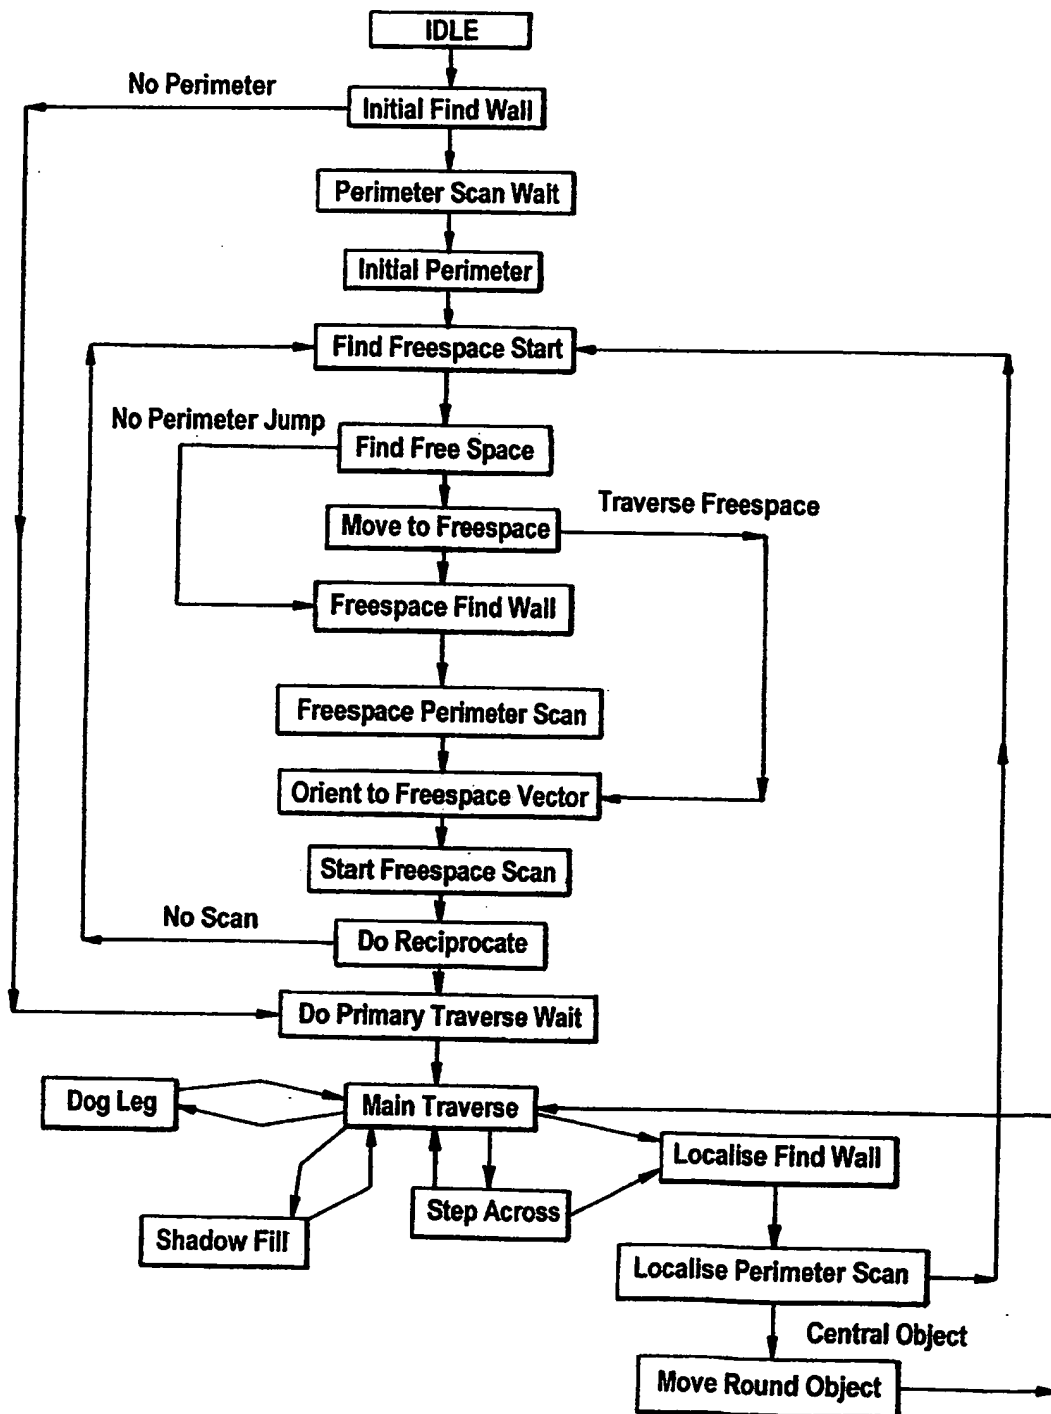 IDLE
No Perimeter
Initial Find Wall
Perimeter Scan Wait
Initial Perimeter
Find Freespace Start
No Perimeter Jump
Find Free Space
Traverse Freespace
Move to Freespace
Freespace Find Wall
Freespace Perimeter Scan
Orient to Freespace Vector
Start Freespace Scan
No Scan
Do Reciprocate
Do Primary Traverse Wait
Dog Leg
Main Traverse
Localise Find Wall
Step Across
Shadow Fill
Localise Perimeter Scan
Central Object
Move Round Object